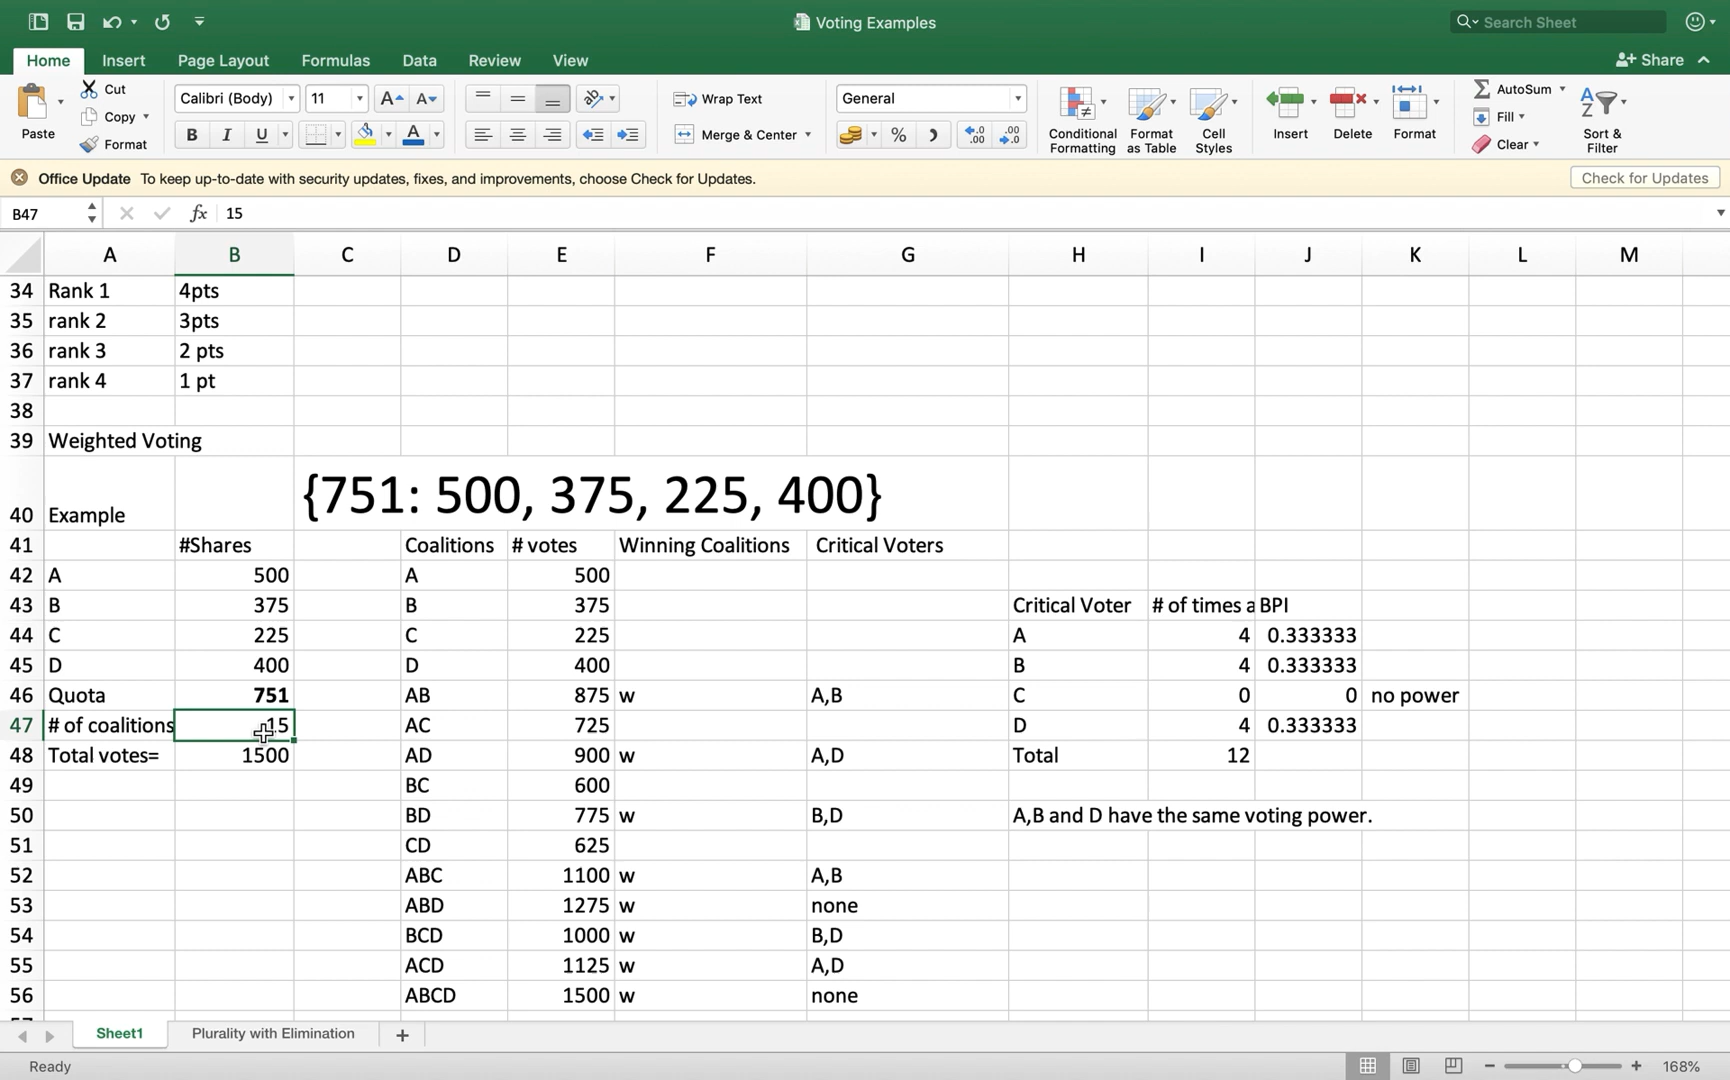 Voting Examples
Search Sheet
Home Insert Page Layout Formulas Data Review View
Share
Paste
Cut
Copy
Format
Calibri (Body) 11
B I U
Wrap Text
Merge & Center
General
%
Conditional Formatting
Format as Table
Cell Styles
Insert
Delete
Format
AutoSum
Fill
Clear
Sort & Filter
Office Update To keep up-to-date with security updates, fixes, and improvements, choose Check for Updates.
Check for Updates
B47 fx 15
A B C D E F G H I J K L M
34 Rank 1 4pts
35 rank 2 3pts
36 rank 3 2 pts
37 rank 4 1 pt
38
39 Weighted Voting
40 Example {751: 500, 375, 225, 400}
41 #Shares Coalitions # votes Winning Coalitions Critical Voters
42 A 500 A 500
43 B 375 B 375 Critical Voter # of times a BPI
44 C 225 C 225 A 4 0.333333
45 D 400 D 400 B 4 0.333333
46 Quota 751 AB 875 w A,B C 0 0 no power
47 # of coalitions 15 AC 725 D 4 0.333333
48 Total votes= 1500 AD 900 w A,D Total 12
49 BC 600
50 BD 775 w B,D A,B and D have the same voting power.
51 CD 625
52 ABC 1100 w A,B
53 ABD 1275 w none
54 BCD 1000 w B,D
55 ACD 1125 w A,D
56 ABCD 1500 w none
Sheet1 Plurality with Elimination
Ready
168%